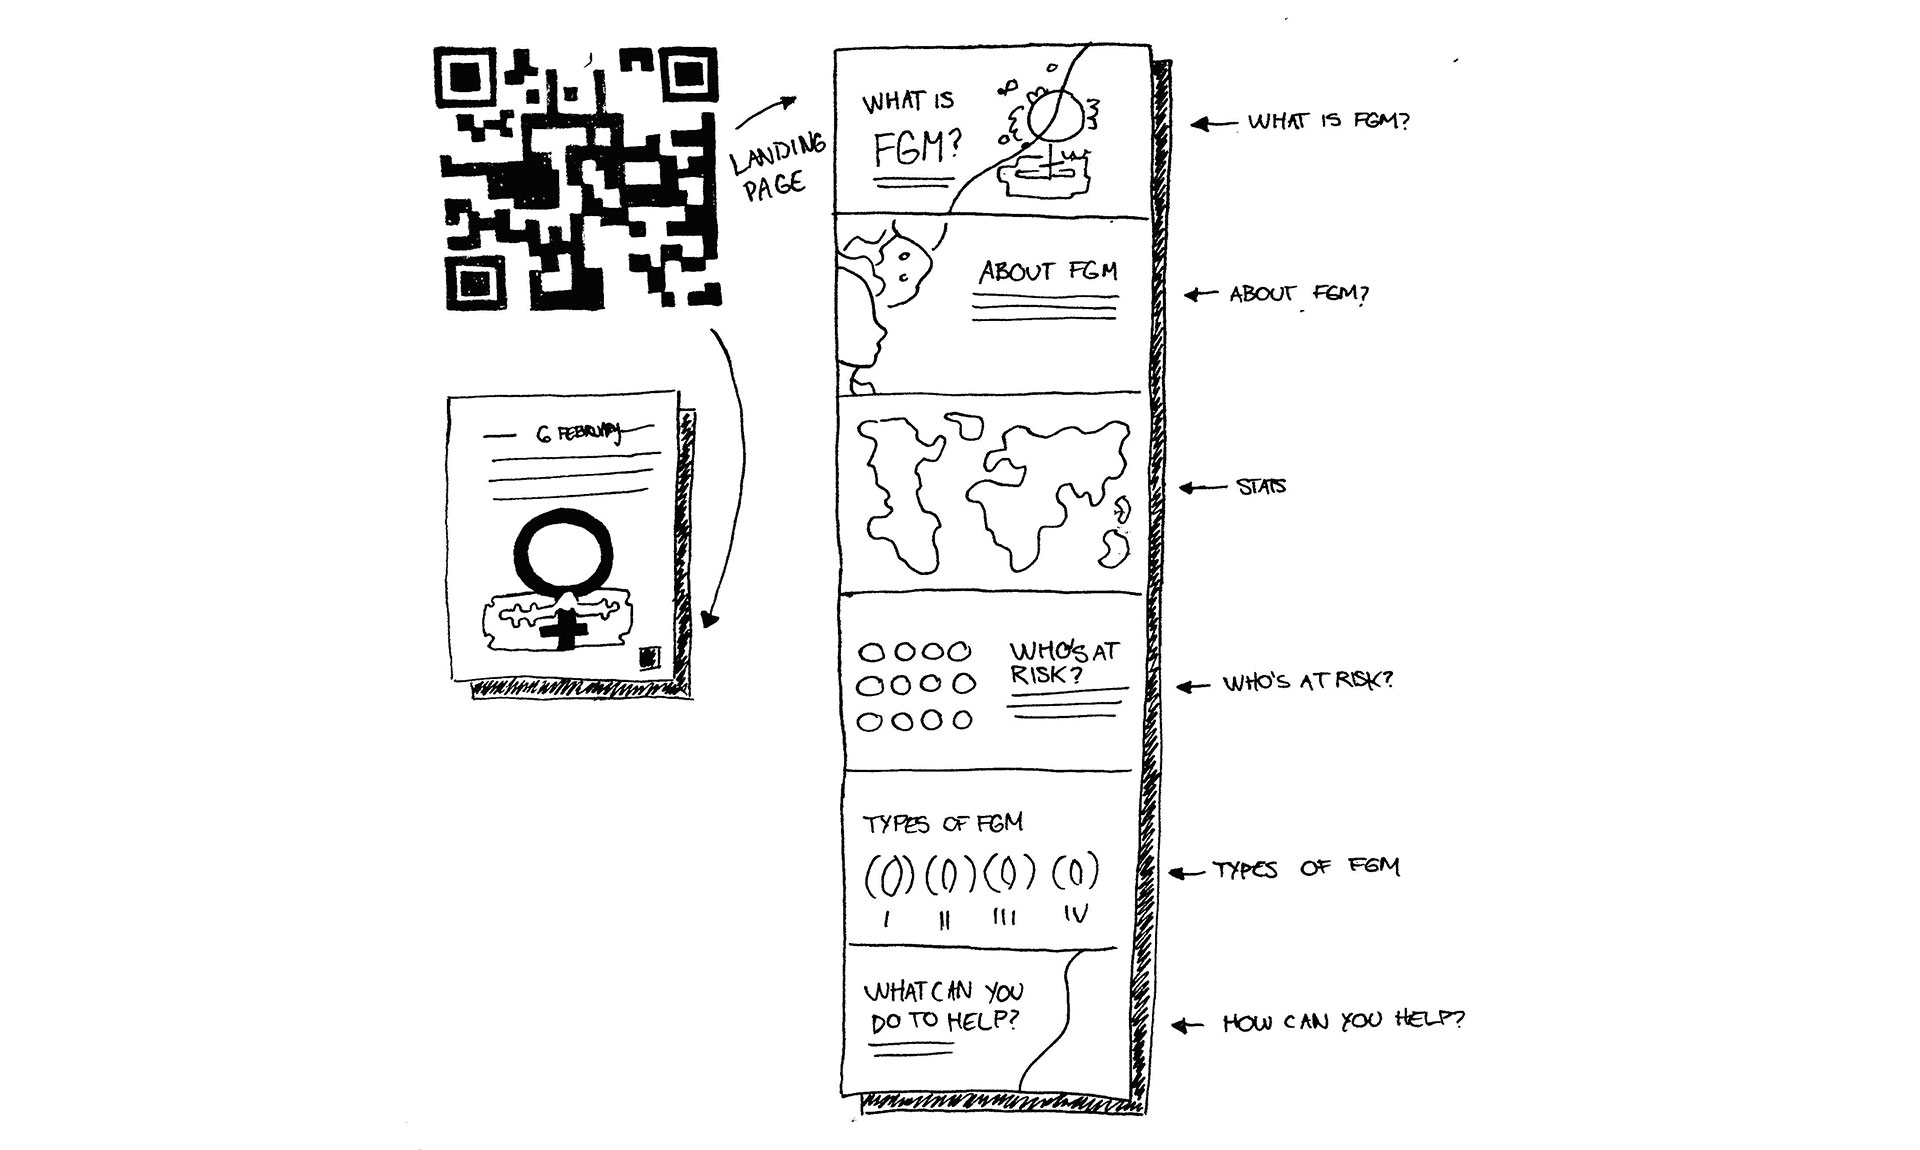 LANDING
PAGE
6 FEBRUARY
WHAT IS
FGM?
ABOUT FGM
WHO'S AT
RISK?
TYPES OF FGM
I II III IV
WHAT CAN YOU
DO TO HELP?
WHAT IS FGM?
ABOUT FGM?
STATS
WHO'S AT RISK?
TYPES OF FGM
HOW CAN YOU HELP?